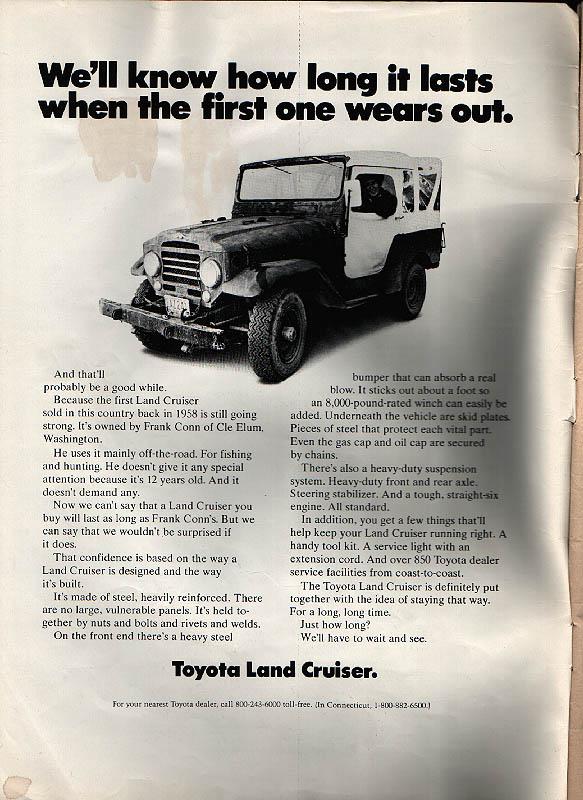 We'll know how long it lasts
when the first one wears out.
And that'll
probably be a good while.
Because the first Land Cruiser
sold in this country back in 1958 is still going
strong. It's owned by Frank Conn of Cle Elum,
Washington.
He uses it mainly off-the-road. For fishing
and hunting. He doesn't give it any special
attention because it's 12 years old. And it
doesn't demand any.
Now we can't say that a Land Cruiser you
buy will last as long as Frank Conn's. But we
can say that we wouldn't be surprised if
it does.
That confidence is based on the way a
Land Cruiser is designed and the way
it's built.
It's made of steel, heavily reinforced. There
are no large, vulnerable panels. It's held to-
gether by nuts and bolts and rivets and welds.
On the front end there's a heavy steel
bumper that can absorb a real
blow. It sticks out about a foot so
an 8,000-pound-rated winch can easily be
added. Underneath the vehicle are skid plates.
Pieces of steel that protect each vital part.
Even the gas cap and oil cap are secured
by chains.
There's also a heavy-duty suspension
system. Heavy-duty front and rear axle.
Steering stabilizer. And a tough, straight-six
engine. All standard.
In addition, you get a few things that'll
help keep your Land Cruiser running right. A
handy tool kit. A service light with an
extension cord. And over 850 Toyota dealer
service facilities from coast-to-coast.
The Toyota Land Cruiser is definitely put
together with the idea of staying that way.
For a long, long time.
Just how long?
We'll have to wait and see.
Toyota Land Cruiser.
For your nearest Toyota dealer, call 800-243-6000 toll-free. (In Connecticut, 1-800-882-6500.)